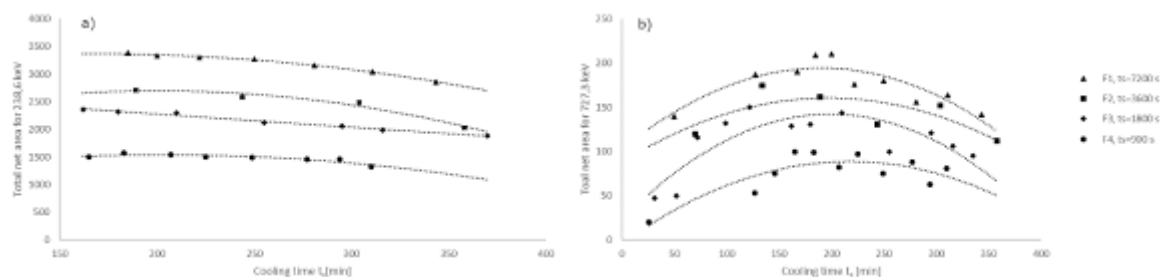 a)
4000
3500
3000
2500
2000
1500
1000
500
0
Total net area for 238,6 keV
150
200
250
300
350
400
Cooling time t
[min]
b)
250
200
150
100
50
0
Toal net area for 727,3 keV
0
50
100
150
200
250
300
350
400
Cooling time t
[min]
F1, ts=7200 s
F2, ts=3600 s
F3, ts=1800 s
F4, ts=900 s